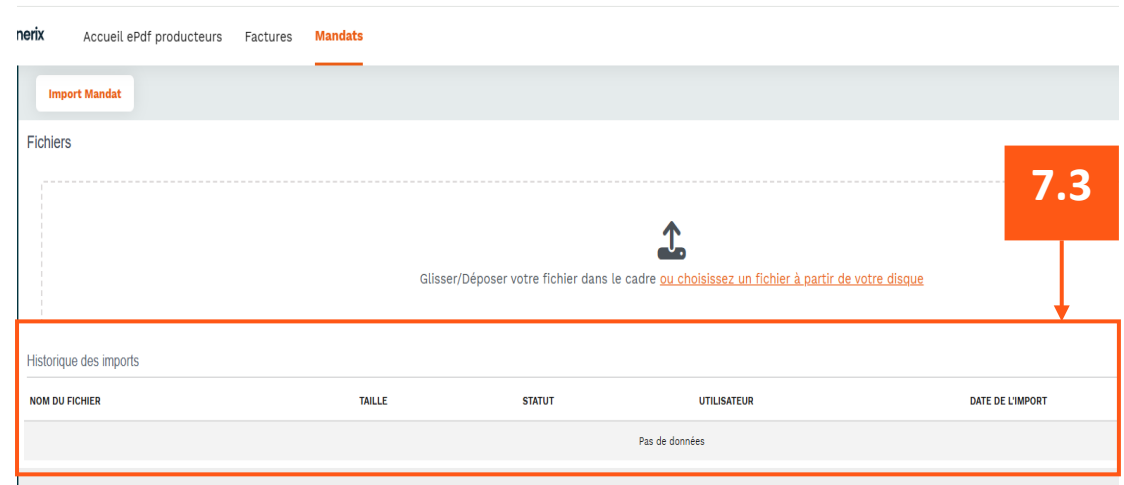 nerix Accueil ePdf producteurs Factures Mandats
Import Mandat
Fichiers
7.3
Glisser/Déposer votre fichier dans le cadre ou choisissez un fichier à partir de votre disque
Historique des imports
NOM DU FICHIER TAILLE STATUT UTILISATEUR DATE DE L'IMPORT
Pas de données